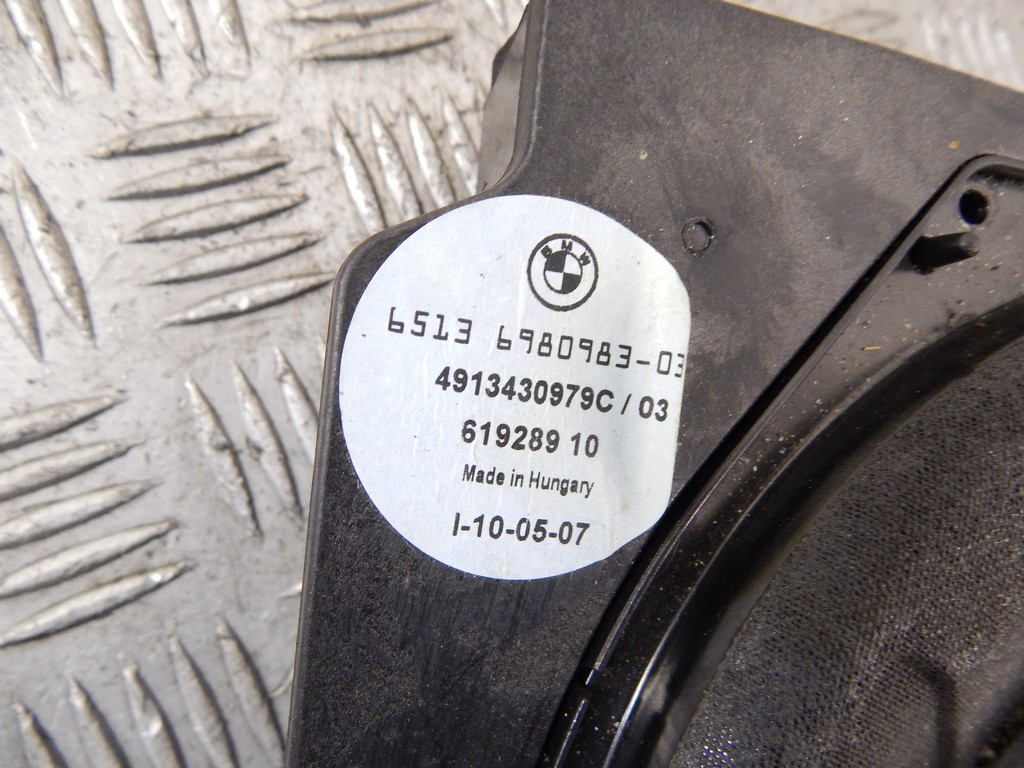 BMW
6513 6980983-03
4913430979C / 03
619289 10
Made in Hungary
I-10-05-07